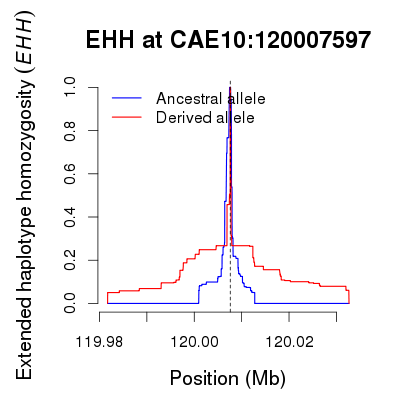 EHH at CAE10:120007597
Extended haplotype homozygosity (EHH)
1.0
0.8
0.6
0.4
0.2
0.0
Ancestral allele
Derived allele
119.98
120.00
120.02
Position (Mb)